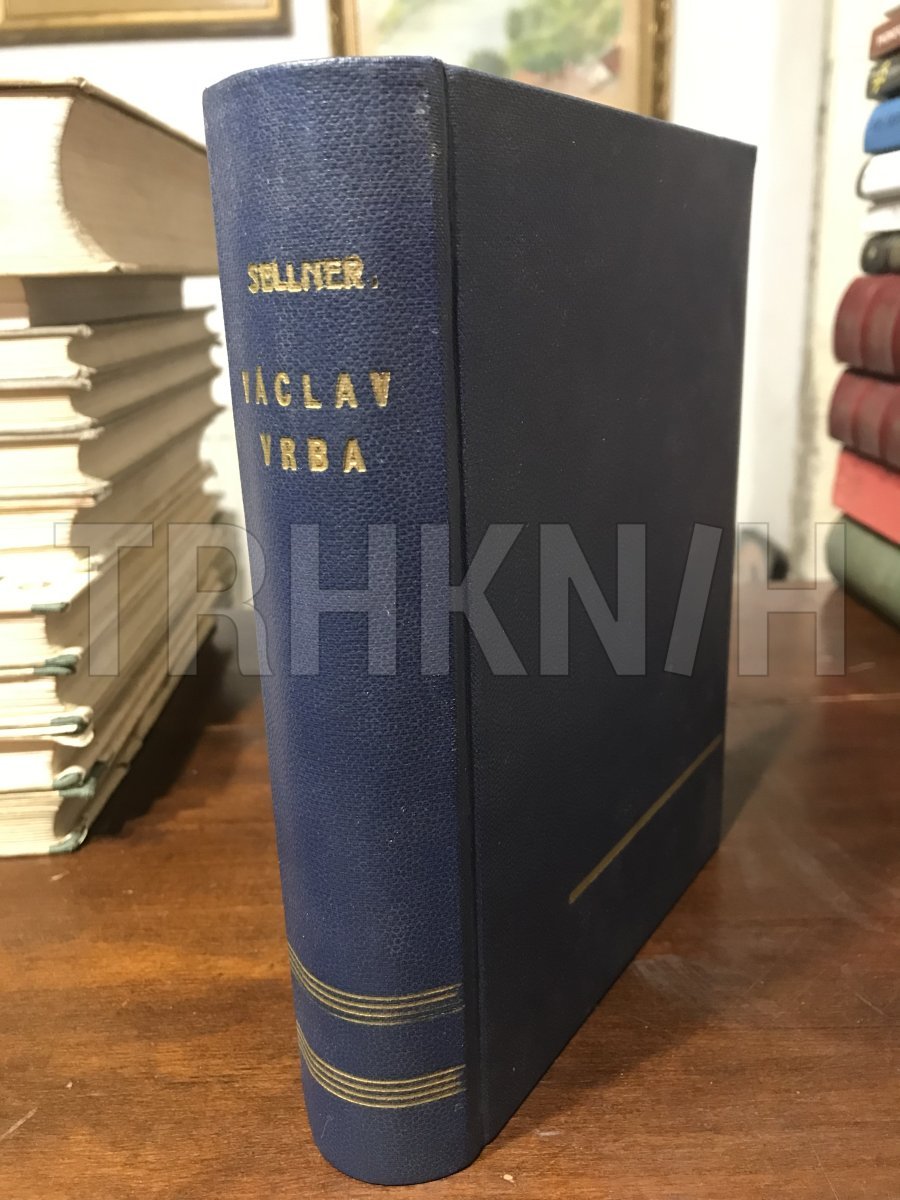 SELLNER.
VÁCLAV
VRBA
TRHKNIH